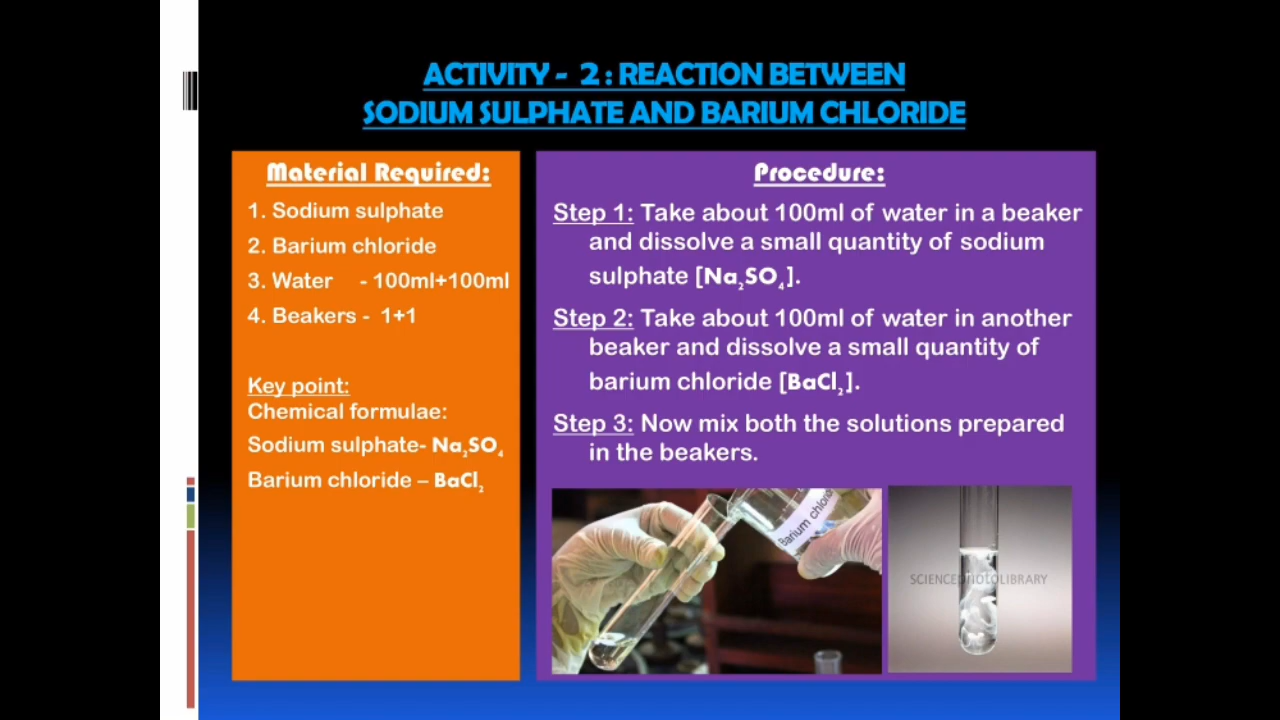 ACTIVITY - 2 : REACTION BETWEEN
SODIUM SULPHATE AND BARIUM CHLORIDE
Material Required:
1. Sodium sulphate
2. Barium chloride
3. Water - 100ml+100ml
4. Beakers - 1+1
Key point:
Chemical formulae:
Sodium sulphate- Na₂SO₄
Barium chloride – BaCl₂
Procedure:
Step 1: Take about 100ml of water in a beaker
and dissolve a small quantity of sodium
sulphate [Na₂SO₄].
Step 2: Take about 100ml of water in another
beaker and dissolve a small quantity of
barium chloride [BaCl₂].
Step 3: Now mix both the solutions prepared
in the beakers.
Barium
SCIENCEPHOTOLIBRARY